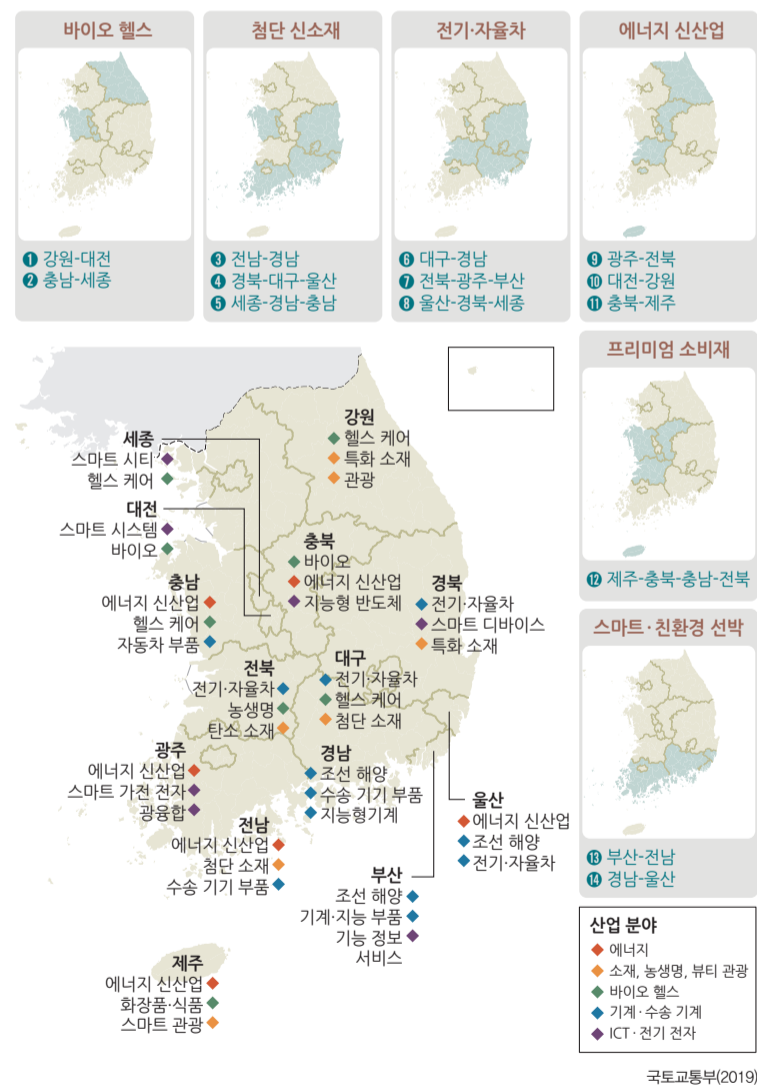 바이오 헬스
❶ 강원-대전
❷ 충남-세종
첨단 신소재
❸ 전남-경남
❹ 경북-대구-울산
❺ 세종-경남-충남
전기·자율차
❻ 대구-경남
❼ 전북-광주-부산
❽ 울산-경북-세종
에너지 신산업
❾ 광주-전북
❿ 대전-강원
⓫ 충북-제주
프리미엄 소비재
⓬ 제주-충북-충남-전북
스마트·친환경 선박
⓭ 부산-전남
⓮ 경남-울산
강원
헬스 케어
특화 소재
관광
세종
스마트 시티
헬스 케어
대전
스마트 시스템
바이오
충북
바이오
에너지 신산업
지능형 반도체
충남
에너지 신산업
헬스 케어
자동차 부품
경북
전기·자율차
스마트 디바이스
특화 소재
전북
전기·자율차
농생명
탄소 소재
대구
전기·자율차
헬스 케어
첨단 소재
광주
에너지 신산업
스마트 가전 전자
광융합
경남
조선 해양
수송 기기 부품
지능형기계
울산
에너지 신산업
조선 해양
전기·자율차
전남
에너지 신산업
첨단 소재
수송 기기 부품
부산
조선 해양
기계·지능 부품
기능 정보
서비스
제주
에너지 신산업
화장품·식품
스마트 관광
산업 분야
에너지
소재, 농생명, 뷰티 관광
바이오 헬스
기계·수송 기계
ICT·전기 전자
국토교통부(2019)